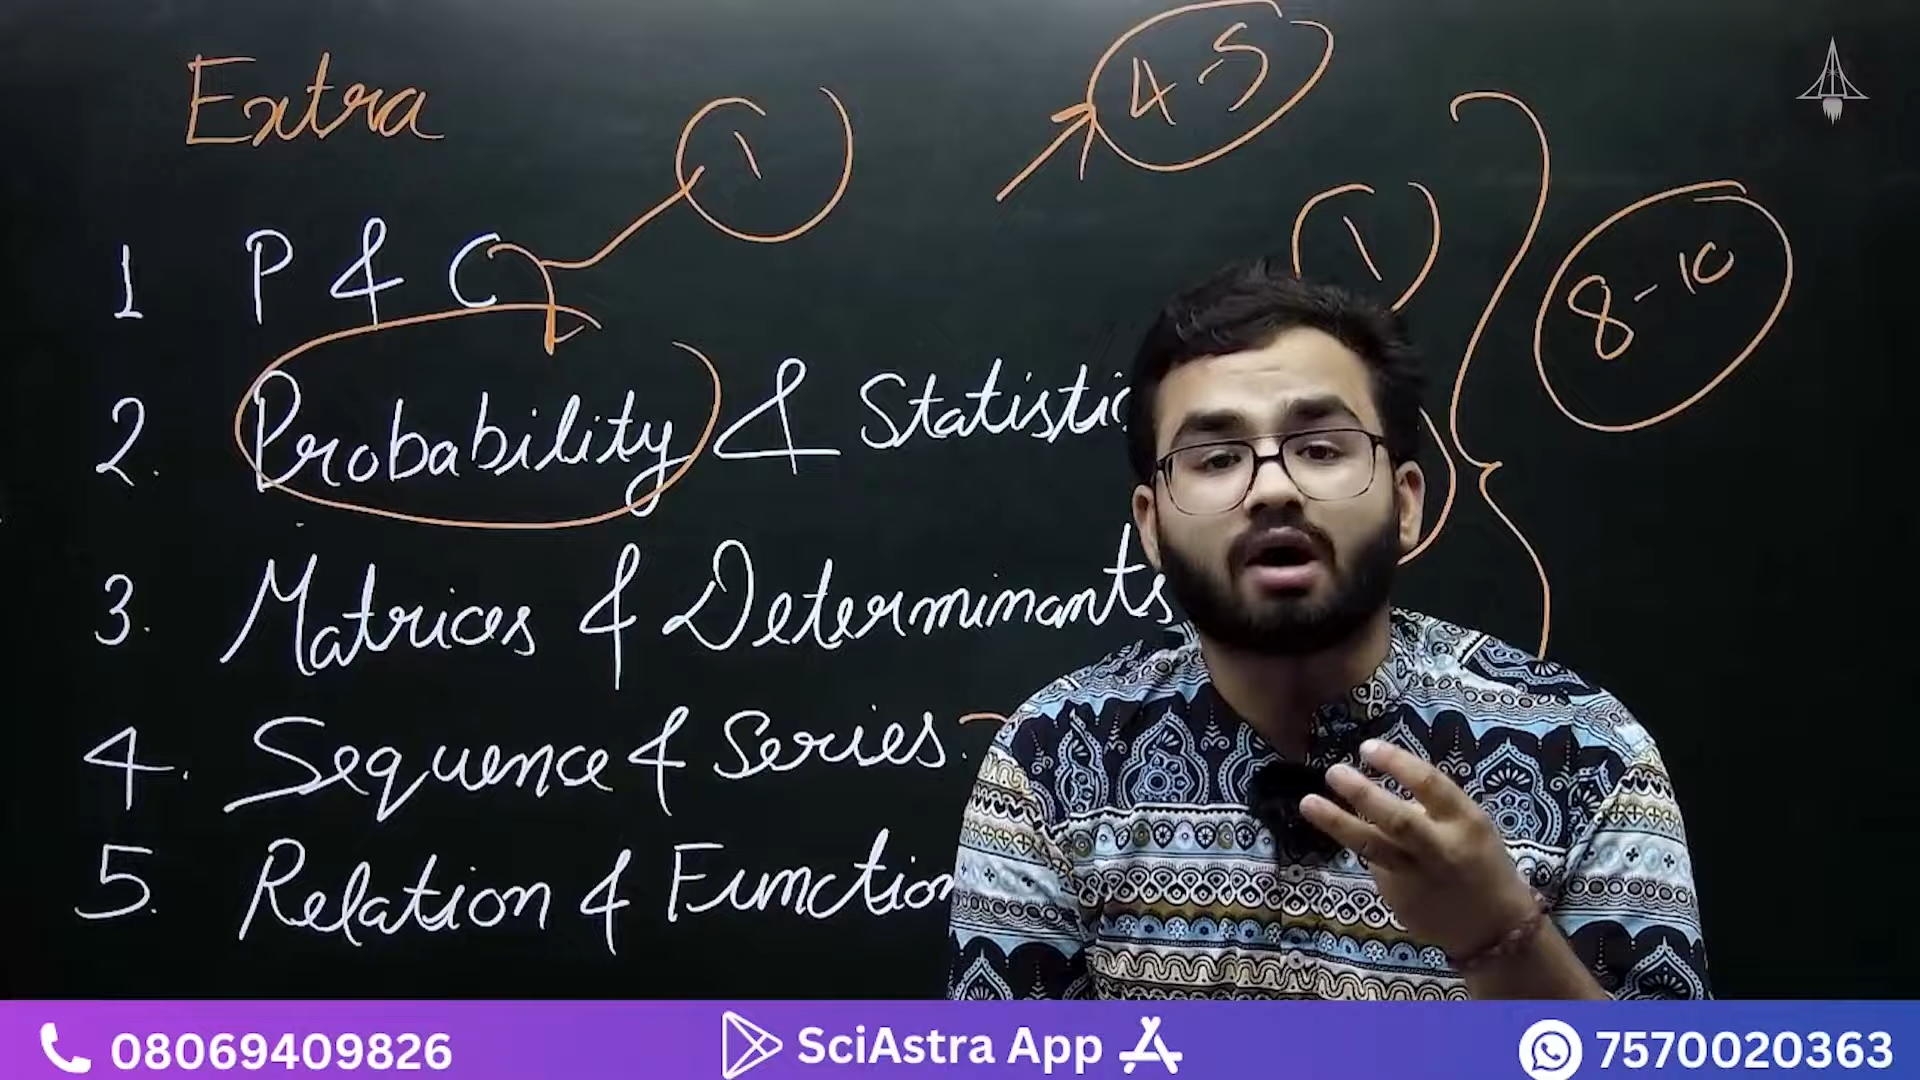 Extra
1
4-5
1
8-10
1 P & C
2. Probability & Statistic
3. Matrices & Determinants
4. Sequence & Series
5. Relation & Function
08069409826 SciAstra App 7570020363